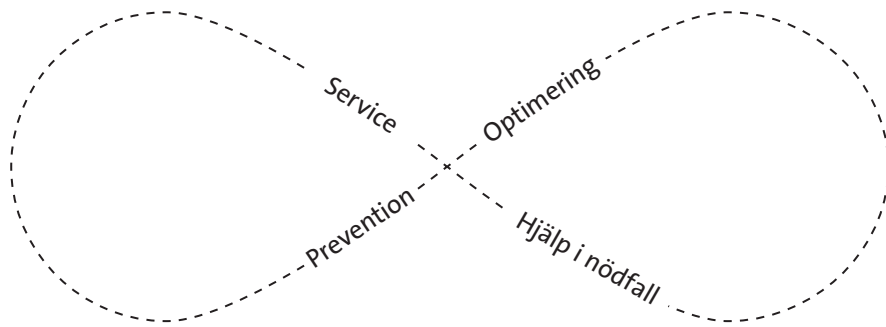 Service
Optimering
Prevention
Hjälp i nödfall